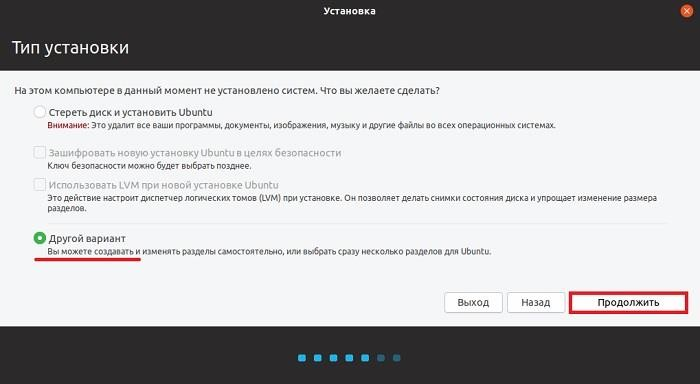 Установка
Тип установки
На этом компьютере в данный момент не установлено систем. Что вы желаете сделать?
Стереть диск и установить Ubuntu
Внимание: Это удалит все ваши программы, документы, изображения, музыку и другие файлы во всех операционных системах.
Зашифровать новую установку Ubuntu в целях безопасности
Ключ безопасности можно будет выбрать позднее.
Использовать LVM при новой установке Ubuntu
Это действие настроит диспетчер логических томов (LVM) при установке. Он позволяет делать снимки состояния диска и упрощает изменение размера
разделов.
Другой вариант
Вы можете создавать и изменять разделы самостоятельно, или выбрать сразу несколько разделов для Ubuntu.
Выход Назад Продолжить